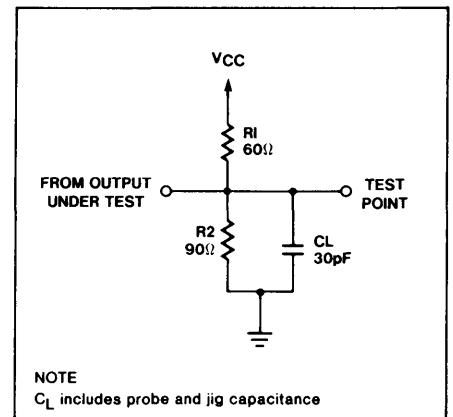 VCC
R1
60Ω
FROM OUTPUT
UNDER TEST
TEST
POINT
R2
90Ω
CL
30pF
NOTE
CL includes probe and jig capacitance